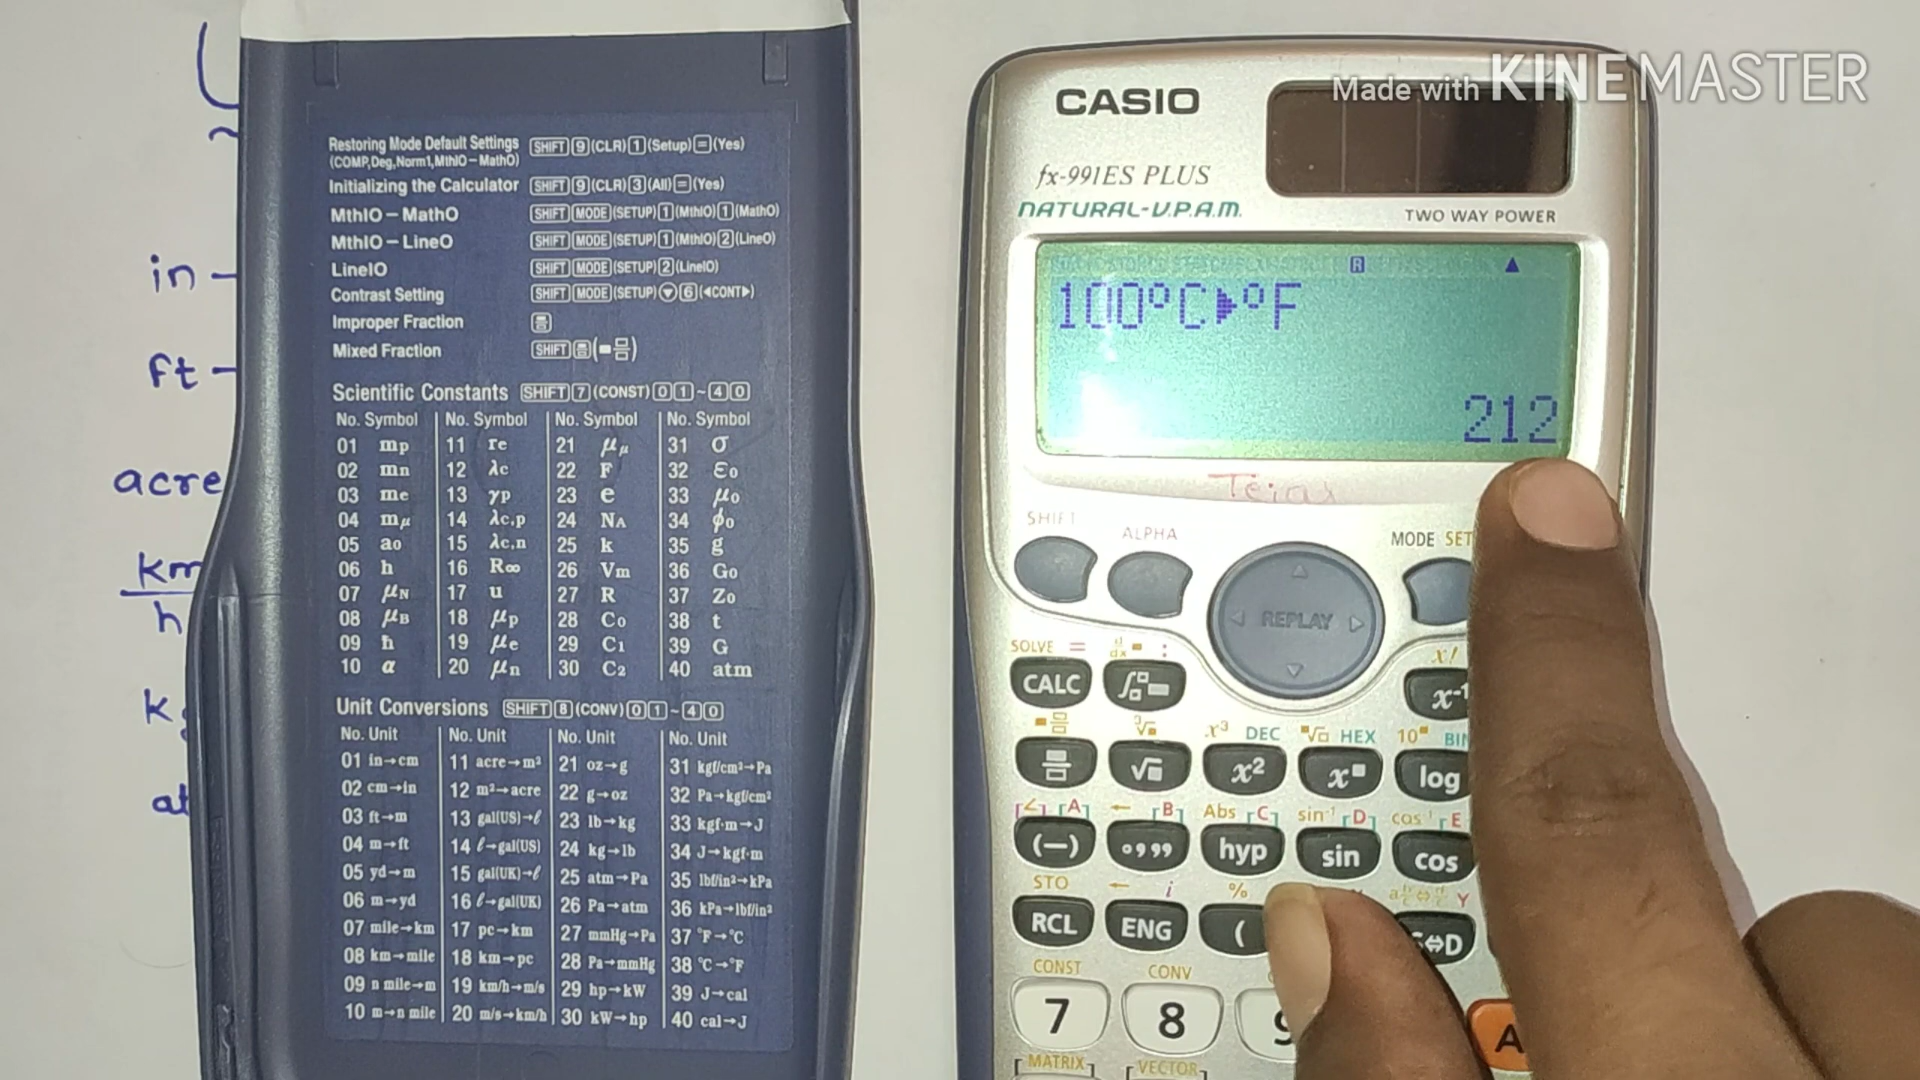 Made with KINEMASTER
in
ft
acre
km
h
k
at
Restoring Mode Default Settings SHIFT 9 (CLR) 1 (Setup) = (Yes)
(COMP,Deg,Norm1,MthIO–MathO)
Initializing the Calculator SHIFT 9 (CLR) 3 (All) = (Yes)
MthIO – MathO SHIFT MODE (SETUP) 1 (MthIO) 1 (MathO)
MthIO – LineO SHIFT MODE (SETUP) 1 (MthIO) 2 (LineO)
LineIO SHIFT MODE (SETUP) 2 (LineIO)
Contrast Setting SHIFT MODE (SETUP) ▼ 6 (◄CONT►)
Improper Fraction
Mixed Fraction SHIFT
Scientific Constants SHIFT 7 (CONST) 0 1 ~ 4 0
No. Symbol No. Symbol No. Symbol No. Symbol
01 mp 11 re 21 μμ 31 σ
02 mn 12 λc 22 F 32 ε0
03 me 13 γp 23 e 33 μ0
04 mμ 14 λc,p 24 NA 34 ϕ0
05 a0 15 λc,n 25 k 35 g
06 h 16 R∞ 26 Vm 36 G0
07 μN 17 u 27 R 37 Z0
08 μB 18 μp 28 C0 38 t
09 ħ 19 μe 29 C1 39 G
10 α 20 μn 30 C2 40 atm
Unit Conversions SHIFT 8 (CONV) 0 1 ~ 4 0
No. Unit No. Unit No. Unit No. Unit
01 in→cm 11 acre→m² 21 oz→g 31 kgf/cm²→Pa
02 cm→in 12 m²→acre 22 g→oz 32 Pa→kgf/cm²
03 ft→m 13 gal(US)→ℓ 23 lb→kg 33 kgf·m→J
04 m→ft 14 ℓ→gal(US) 24 kg→lb 34 J→kgf·m
05 yd→m 15 gal(UK)→ℓ 25 atm→Pa 35 lbf/in²→kPa
06 m→yd 16 ℓ→gal(UK) 26 Pa→atm 36 kPa→lbf/in²
07 mile→km 17 pc→km 27 mmHg→Pa 37 °F→°C
08 km→mile 18 km→pc 28 Pa→mmHg 38 °C→°F
09 n mile→m 19 km/h→m/s 29 hp→kW 39 J→cal
10 m→n mile 20 m/s→km/h 30 kW→hp 40 cal→J
CASIO
fx-991ES PLUS
NATURAL-V.P.A.M.
TWO WAY POWER
R ▲
100°C►°F
212
Tejas
SHIFT ALPHA MODE SET
REPLAY
SOLVE = d/dx :
x!
CALC ∫ x⁻¹
x³ DEC HEX 10 BIN
√ x² x log
∠ A ← B Abs C sin⁻¹ D cos⁻¹ E
(−) °,,, hyp sin cos
STO ← i % Y
RCL ENG ( S⇔D
CONST CONV
7 8 9 A
MATRIX VECTOR